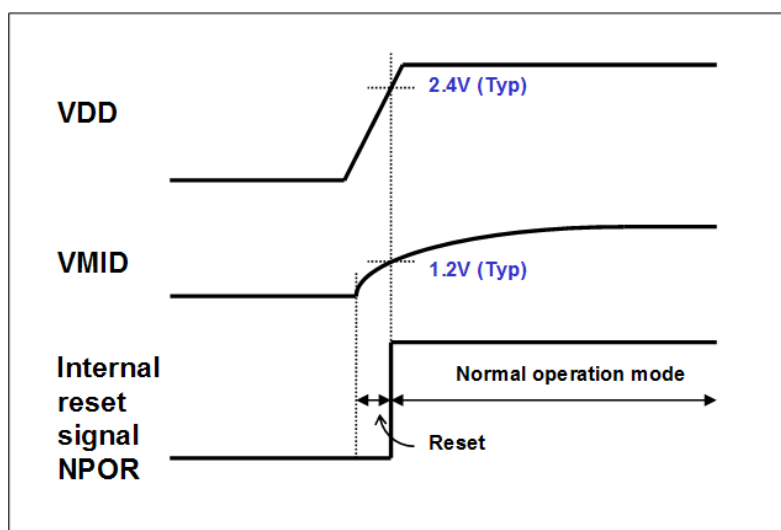 2.4V (Typ)
VDD
VMID
1.2V (Typ)
Internal
reset
signal
NPOR
Normal operation mode
Reset